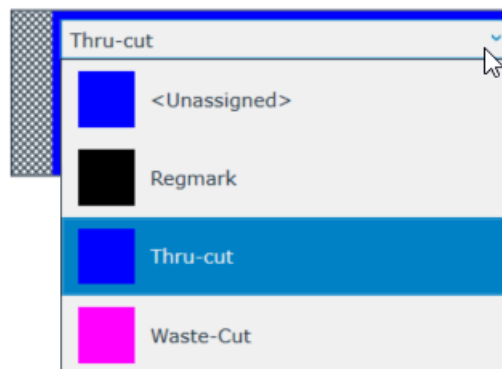 Thru-cut
<Unassigned>
Regmark
Thru-cut
Waste-Cut